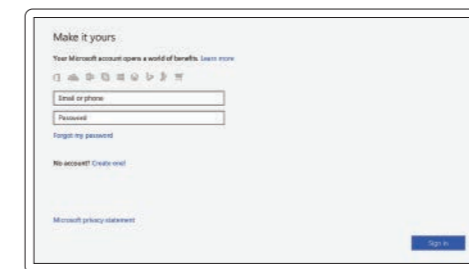 Make it yours
Your Microsoft account opens a world of benefits. Learn more
Email or phone
Password
Forgot my password
No account? Create one!
Microsoft privacy statement
Sign in